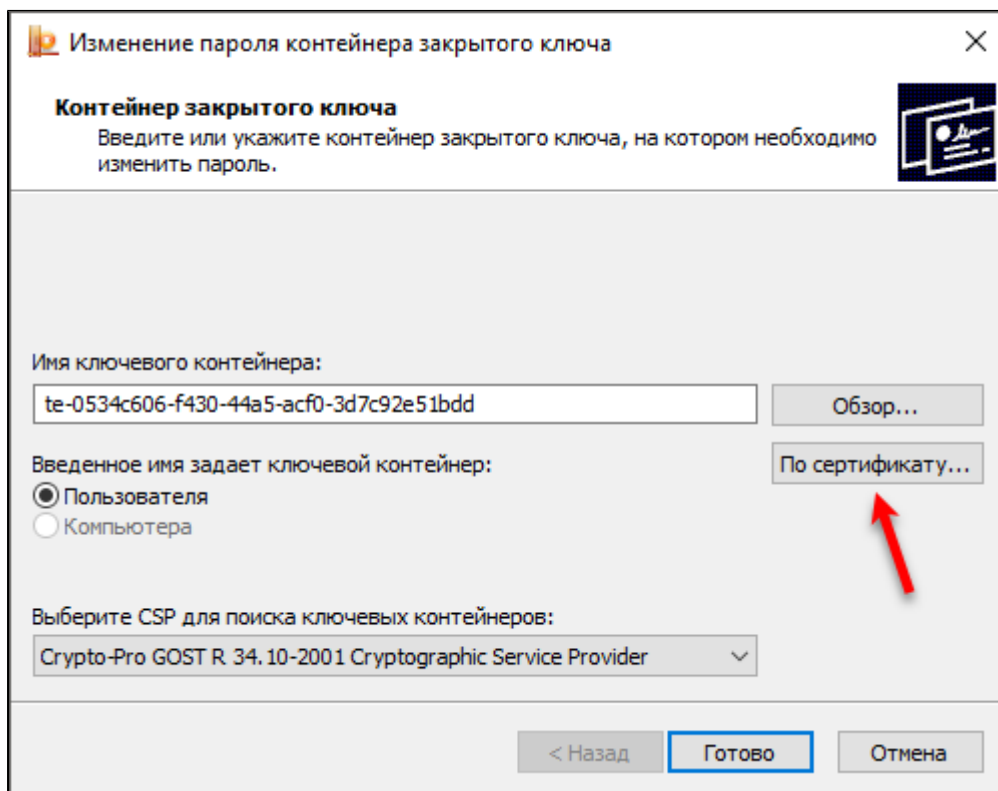 Изменение пароля контейнера закрытого ключа
Контейнер закрытого ключа
Введите или укажите контейнер закрытого ключа, на котором необходимо
изменить пароль.
Имя ключевого контейнера:
te-0534c606-f430-44a5-acf0-3d7c92e51bdd
Обзор...
Введенное имя задает ключевой контейнер:
По сертификату...
Пользователя
Компьютера
Выберите CSP для поиска ключевых контейнеров:
Crypto-Pro GOST R 34.10-2001 Cryptographic Service Provider
< Назад
Готово
Отмена